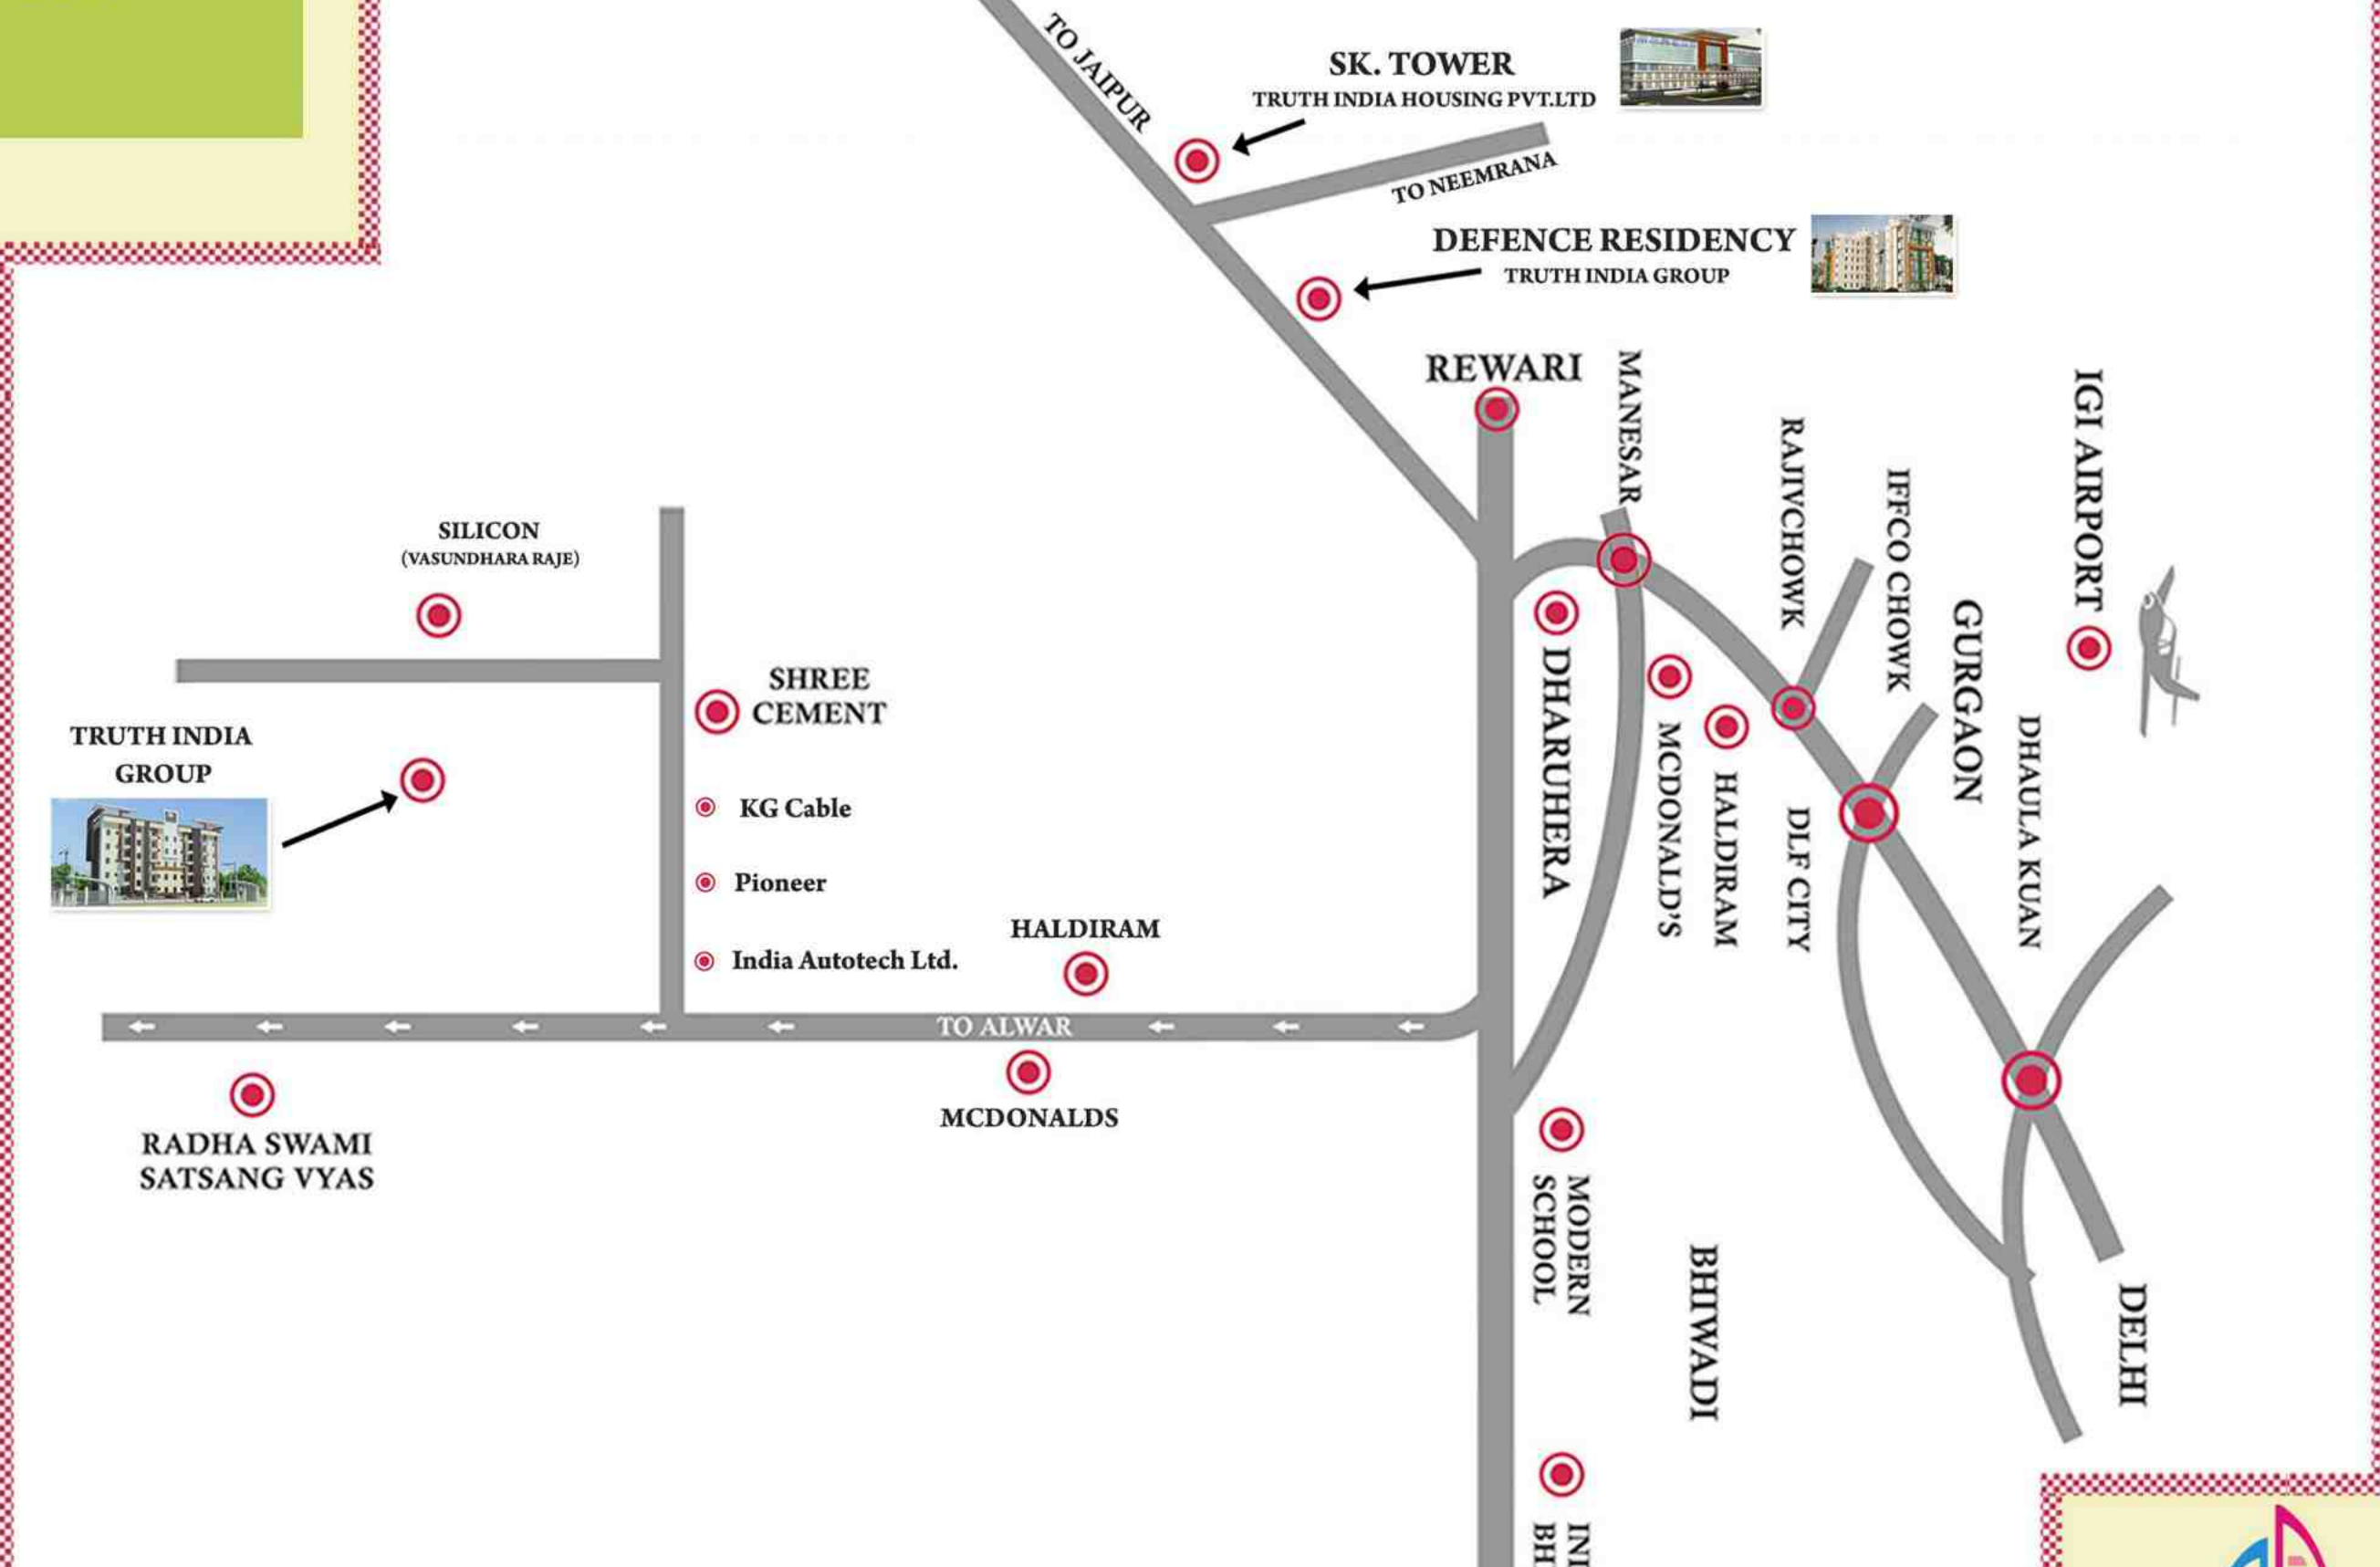 TO JAIPUR
SK. TOWER
TRUTH INDIA HOUSING PVT.LTD
TO NEEMRANA
DEFENCE RESIDENCY
TRUTH INDIA GROUP
REWARI
MANESAR
RAJIVCHOWK
IFFCO CHOWK
GURGAON
IGI AIRPORT
SILICON
(VASUNDHARA RAJE)
SHREE
CEMENT
TRUTH INDIA
GROUP
KG Cable
Pioneer
India Autotech Ltd.
HALDIRAM
TO ALWAR
MCDONALDS
RADHA SWAMI
SATSANG VYAS
DHARUHERA
MCDONALD'S
HALDIRAM
DLF CITY
DHAULA KUAN
MODERN
SCHOOL
BHIWADI
DELHI